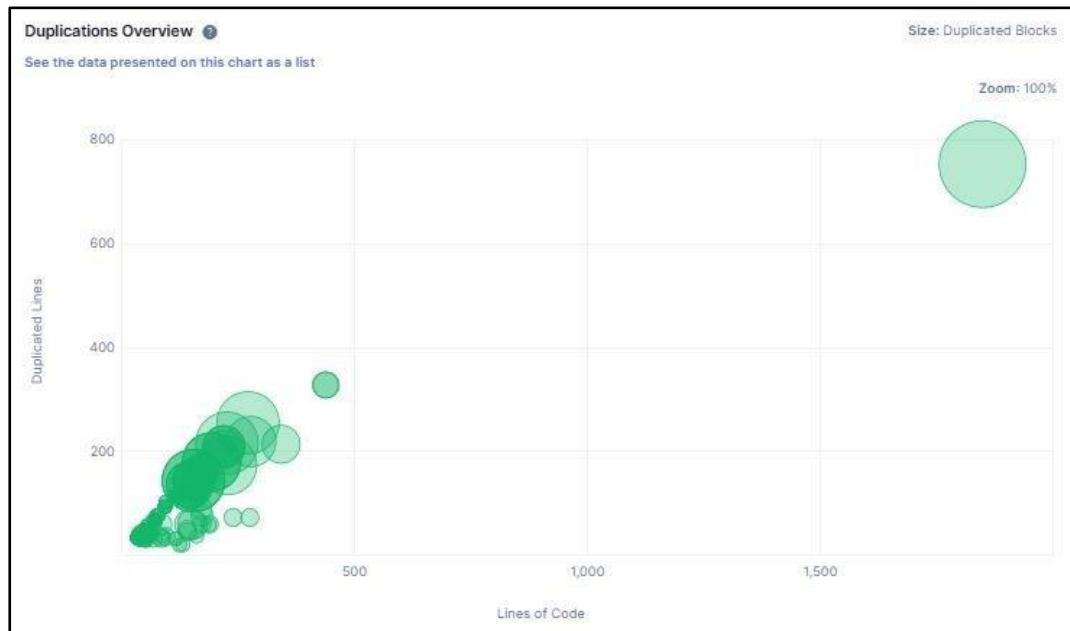 Duplications Overview ?
Size: Duplicated Blocks
See the data presented on this chart as a list
Zoom: 100%
800
600
400
200
Duplicated Lines
500
1,000
1,500
Lines of Code